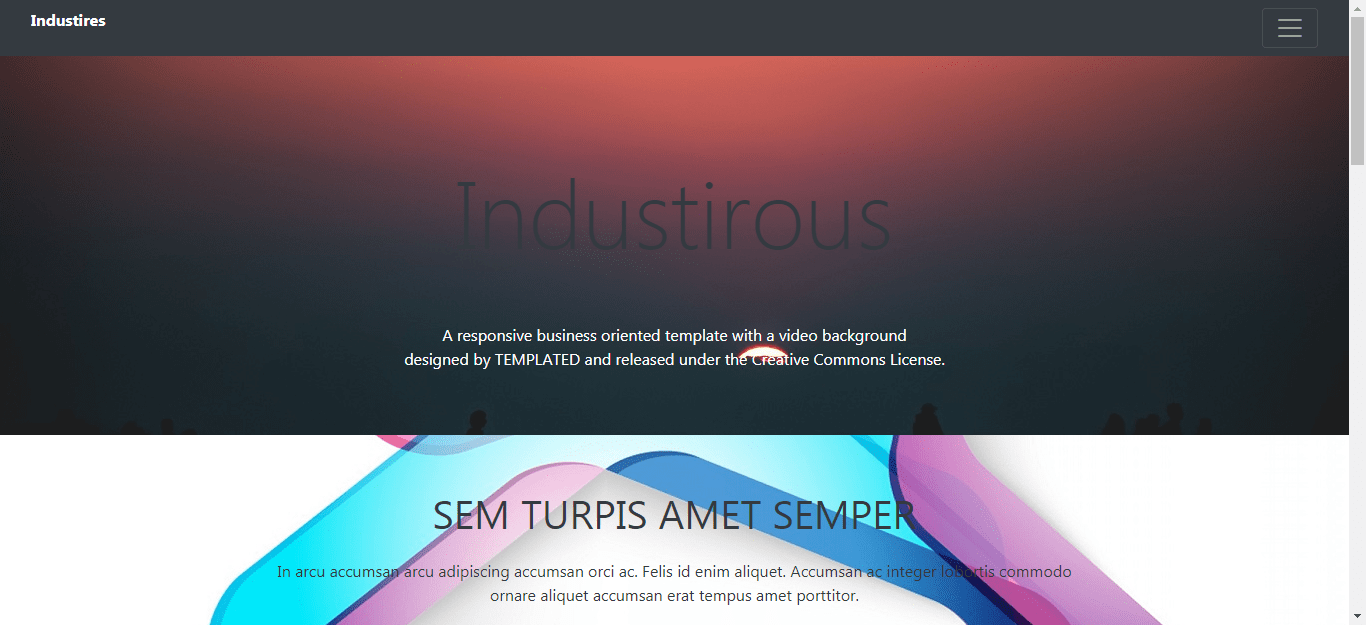 Industires
Industirous
A responsive business oriented template with a video background
designed by TEMPLATED and released under the Creative Commons License.
SEM TURPIS AMET SEMPER
In arcu accumsan arcu adipiscing accumsan orci ac. Felis id enim aliquet. Accumsan ac integer lobortis commodo
ornare aliquet accumsan erat tempus amet porttitor.